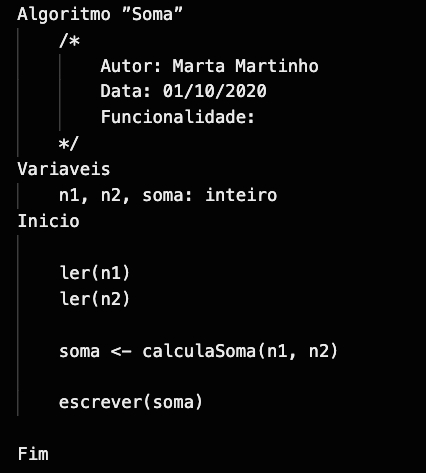 Algoritmo ”Soma”
/*
Autor: Marta Martinho
Data: 01/10/2020
Funcionalidade:
*/
Variaveis
n1, n2, soma: inteiro
Inicio
ler(n1)
ler(n2)
soma <- calculaSoma(n1, n2)
escrever(soma)
Fim